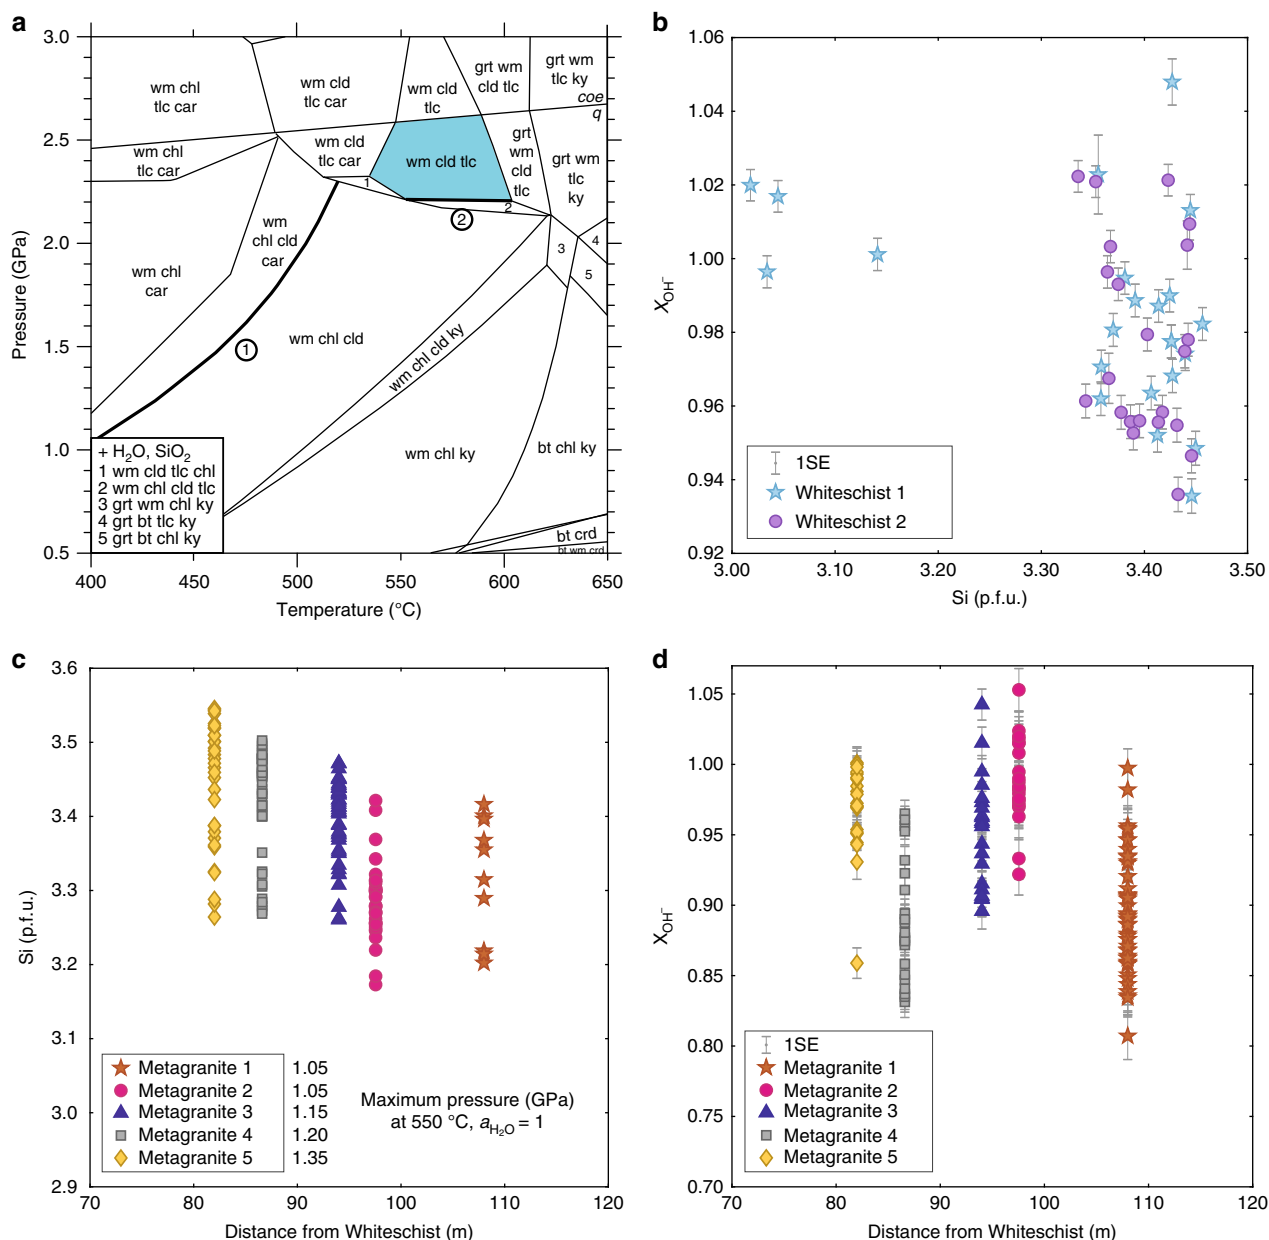 a
3.0
2.5
2.0
1.5
1.0
0.5
Pressure (GPa)
400
450
500
550
600
650
Temperature (°C)
wm chl
tlc car
wm cld
tlc car
wm cld
tlc
grt wm
cld tlc
grt wm
tlc ky
coe
q
wm chl
tlc car
wm cld
tlc car
1
wm cld tlc
grt
wm
cld
tlc
grt wm
tlc
ky
2
2
wm
chl cld
car
wm chl
car
3
4
5
1
wm chl cld
wm chl cld ky
wm chl ky
bt chl ky
bt crd
bt wm crd
+ H₂O, SiO₂
1 wm cld tlc chl
2 wm chl cld tlc
3 grt wm chl ky
4 grt bt tlc ky
5 grt bt chl ky
b
1.06
1.04
1.02
1.00
0.98
0.96
0.94
0.92
X_OH⁻
3.00
3.10
3.20
3.30
3.40
3.50
Si (p.f.u.)
1SE
Whiteschist 1
Whiteschist 2
c
3.6
3.5
3.4
3.3
3.2
3.1
3.0
2.9
Si (p.f.u.)
70
80
90
100
110
120
Distance from Whiteschist (m)
Metagranite 1 1.05
Metagranite 2 1.05
Metagranite 3 1.15
Metagranite 4 1.20
Metagranite 5 1.35
Maximum pressure (GPa)
at 550 °C, a_H₂O = 1
d
1.05
1.00
0.95
0.90
0.85
0.80
0.75
0.70
X_OH⁻
70
80
90
100
110
120
Distance from Whiteschist (m)
1SE
Metagranite 1
Metagranite 2
Metagranite 3
Metagranite 4
Metagranite 5